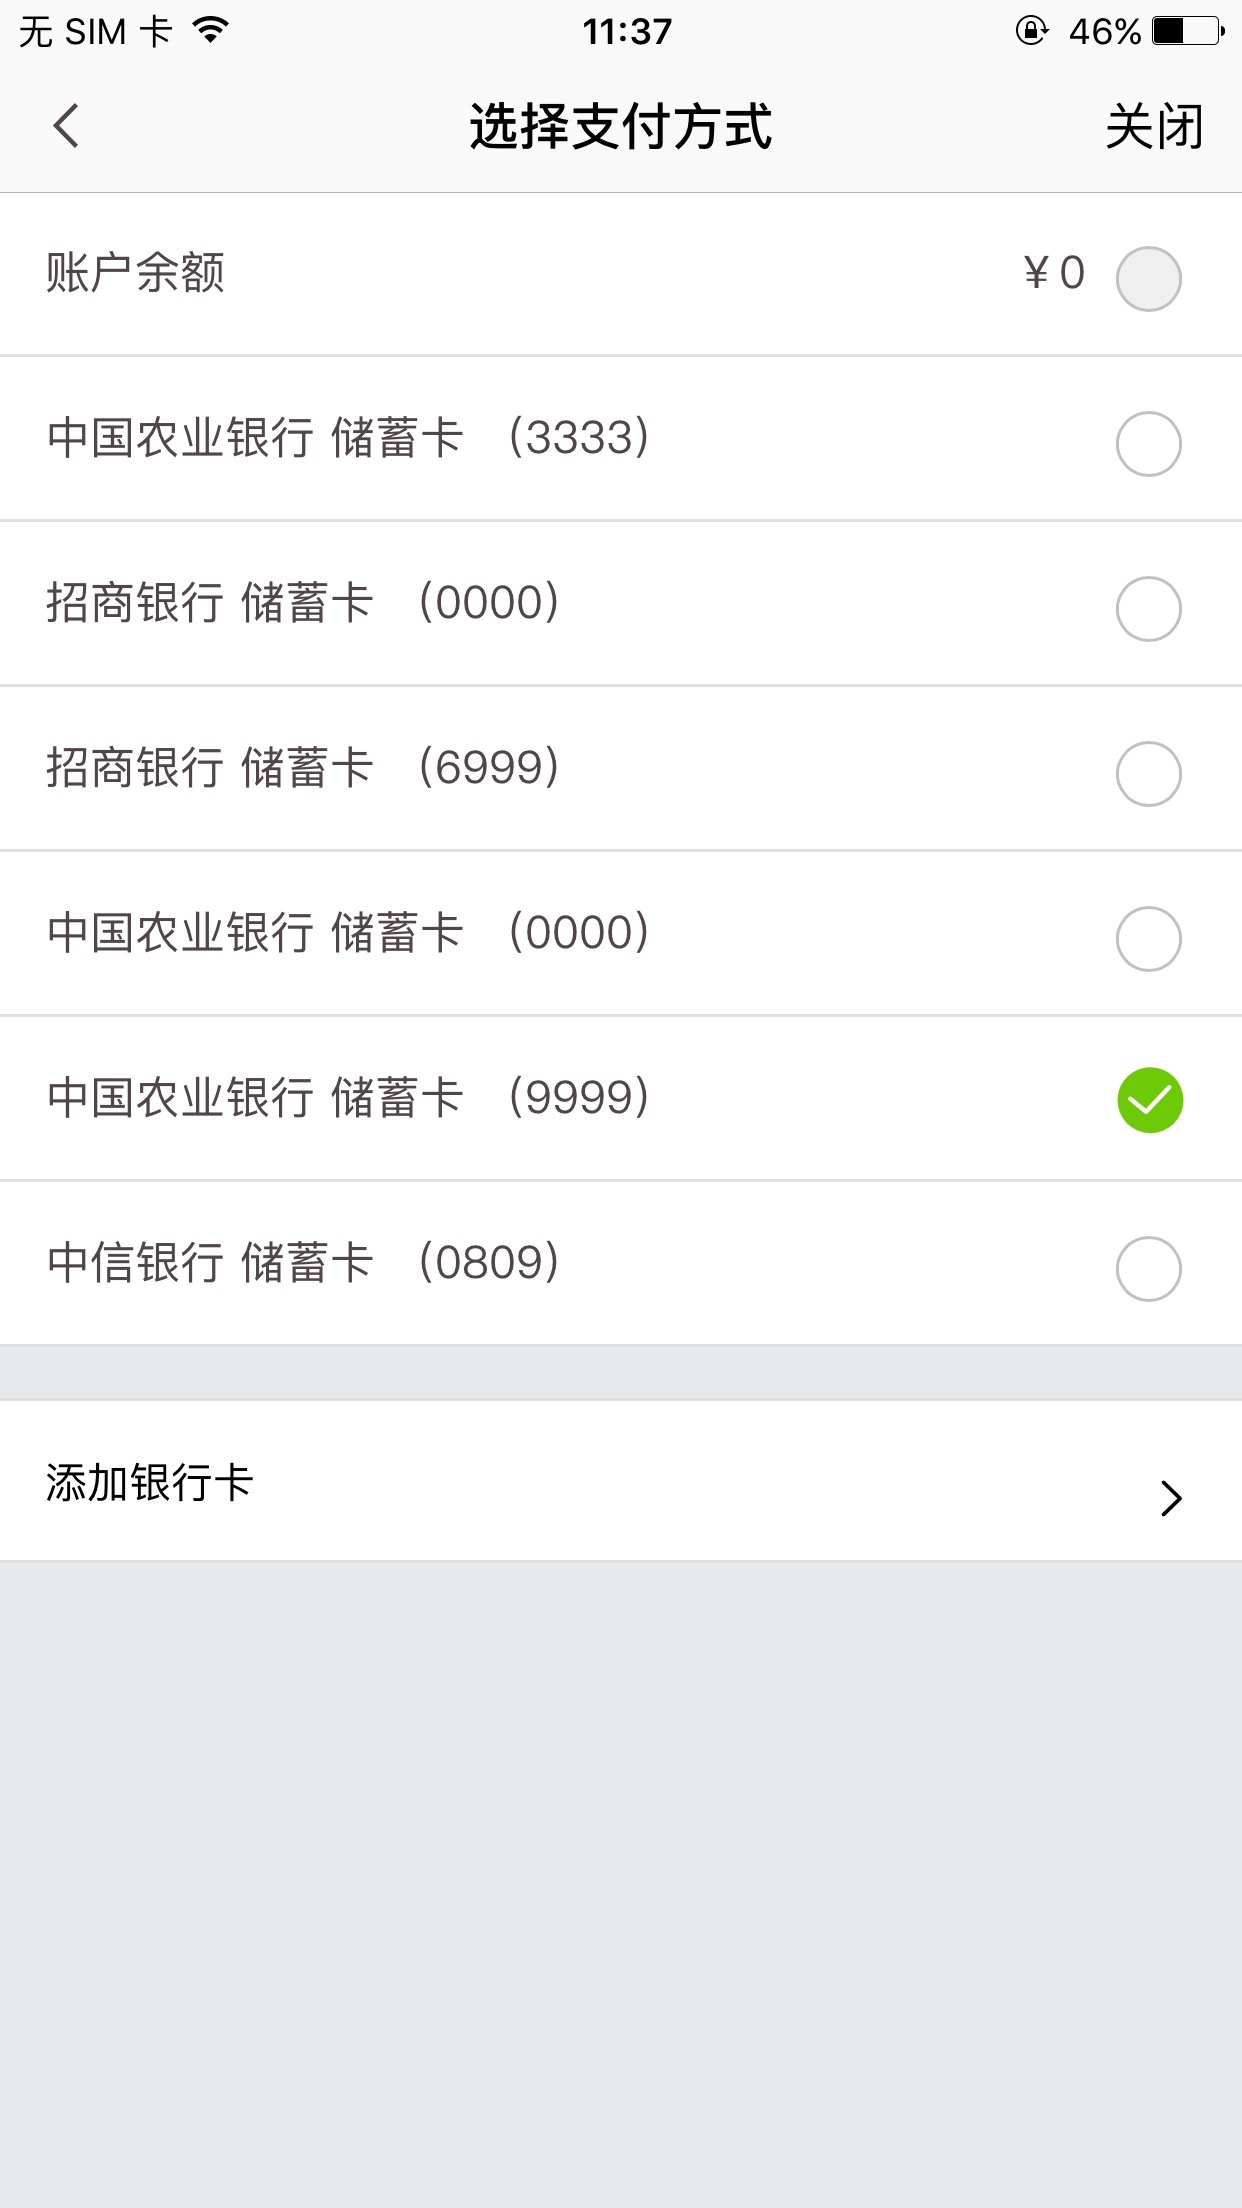 无 SIM 卡 11:37 46%
选择支付方式 关闭
账户余额 ¥0
中国农业银行 储蓄卡 (3333)
招商银行 储蓄卡 (0000)
招商银行 储蓄卡 (6999)
中国农业银行 储蓄卡 (0000)
中国农业银行 储蓄卡 (9999)
中信银行 储蓄卡 (0809)
添加银行卡